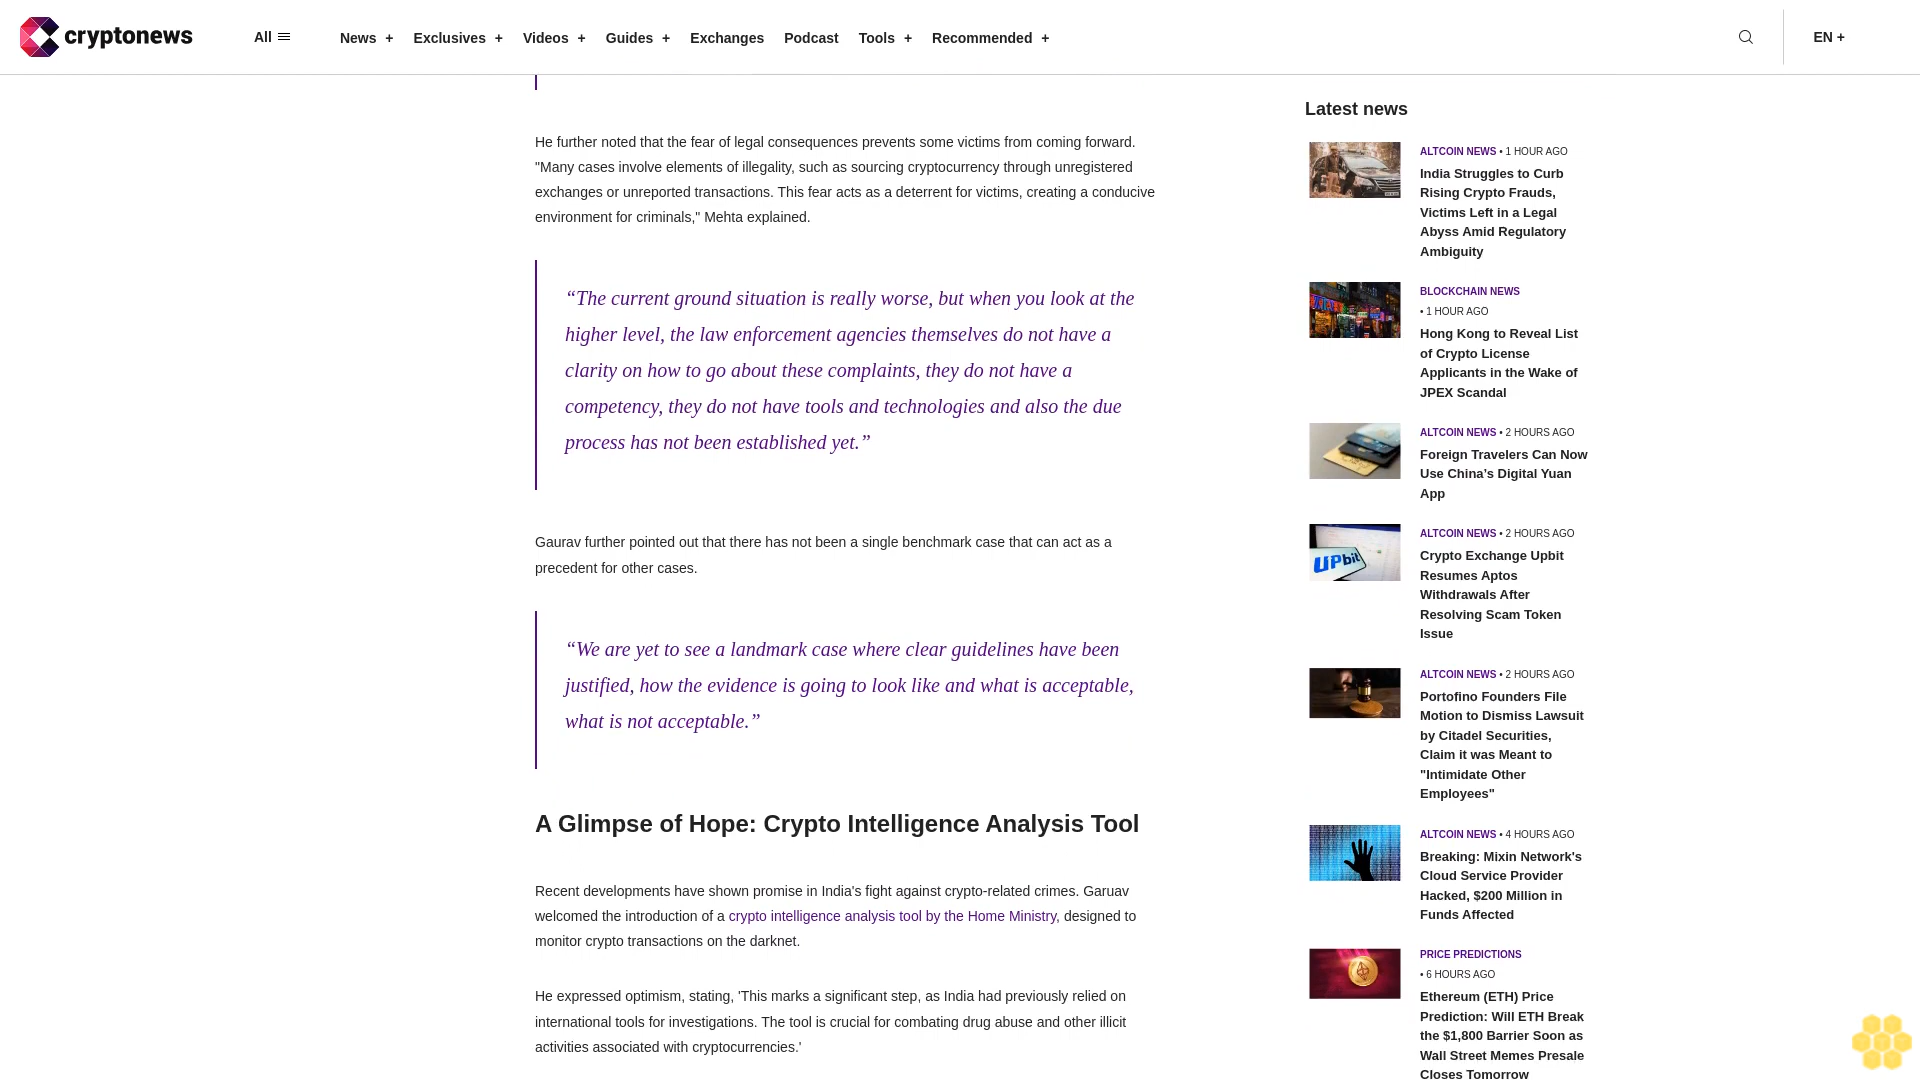 cryptonews
All
News +
Exclusives +
Videos +
Guides +
Exchanges
Podcast
Tools +
Recommended +
EN +
He further noted that the fear of legal consequences prevents some victims from coming forward.
"Many cases involve elements of illegality, such as sourcing cryptocurrency through unregistered
exchanges or unreported transactions. This fear acts as a deterrent for victims, creating a conducive
environment for criminals," Mehta explained.
“The current ground situation is really worse, but when you look at the
higher level, the law enforcement agencies themselves do not have a
clarity on how to go about these complaints, they do not have a
competency, they do not have tools and technologies and also the due
process has not been established yet.”
Gaurav further pointed out that there has not been a single benchmark case that can act as a
precedent for other cases.
“We are yet to see a landmark case where clear guidelines have been
justified, how the evidence is going to look like and what is acceptable,
what is not acceptable.”
A Glimpse of Hope: Crypto Intelligence Analysis Tool
Recent developments have shown promise in India's fight against crypto-related crimes. Garuav
welcomed the introduction of a crypto intelligence analysis tool by the Home Ministry, designed to
monitor crypto transactions on the darknet.
He expressed optimism, stating, 'This marks a significant step, as India had previously relied on
international tools for investigations. The tool is crucial for combating drug abuse and other illicit
activities associated with cryptocurrencies.'
Latest news
ALTCOIN NEWS • 1 HOUR AGO
India Struggles to Curb
Rising Crypto Frauds,
Victims Left in a Legal
Abyss Amid Regulatory
Ambiguity
BLOCKCHAIN NEWS
• 1 HOUR AGO
Hong Kong to Reveal List
of Crypto License
Applicants in the Wake of
JPEX Scandal
ALTCOIN NEWS • 2 HOURS AGO
Foreign Travelers Can Now
Use China’s Digital Yuan
App
UPbit
ALTCOIN NEWS • 2 HOURS AGO
Crypto Exchange Upbit
Resumes Aptos
Withdrawals After
Resolving Scam Token
Issue
ALTCOIN NEWS • 2 HOURS AGO
Portofino Founders File
Motion to Dismiss Lawsuit
by Citadel Securities,
Claim it was Meant to
"Intimidate Other
Employees"
ALTCOIN NEWS • 4 HOURS AGO
Breaking: Mixin Network's
Cloud Service Provider
Hacked, $200 Million in
Funds Affected
PRICE PREDICTIONS
• 6 HOURS AGO
Ethereum (ETH) Price
Prediction: Will ETH Break
the $1,800 Barrier Soon as
Wall Street Memes Presale
Closes Tomorrow